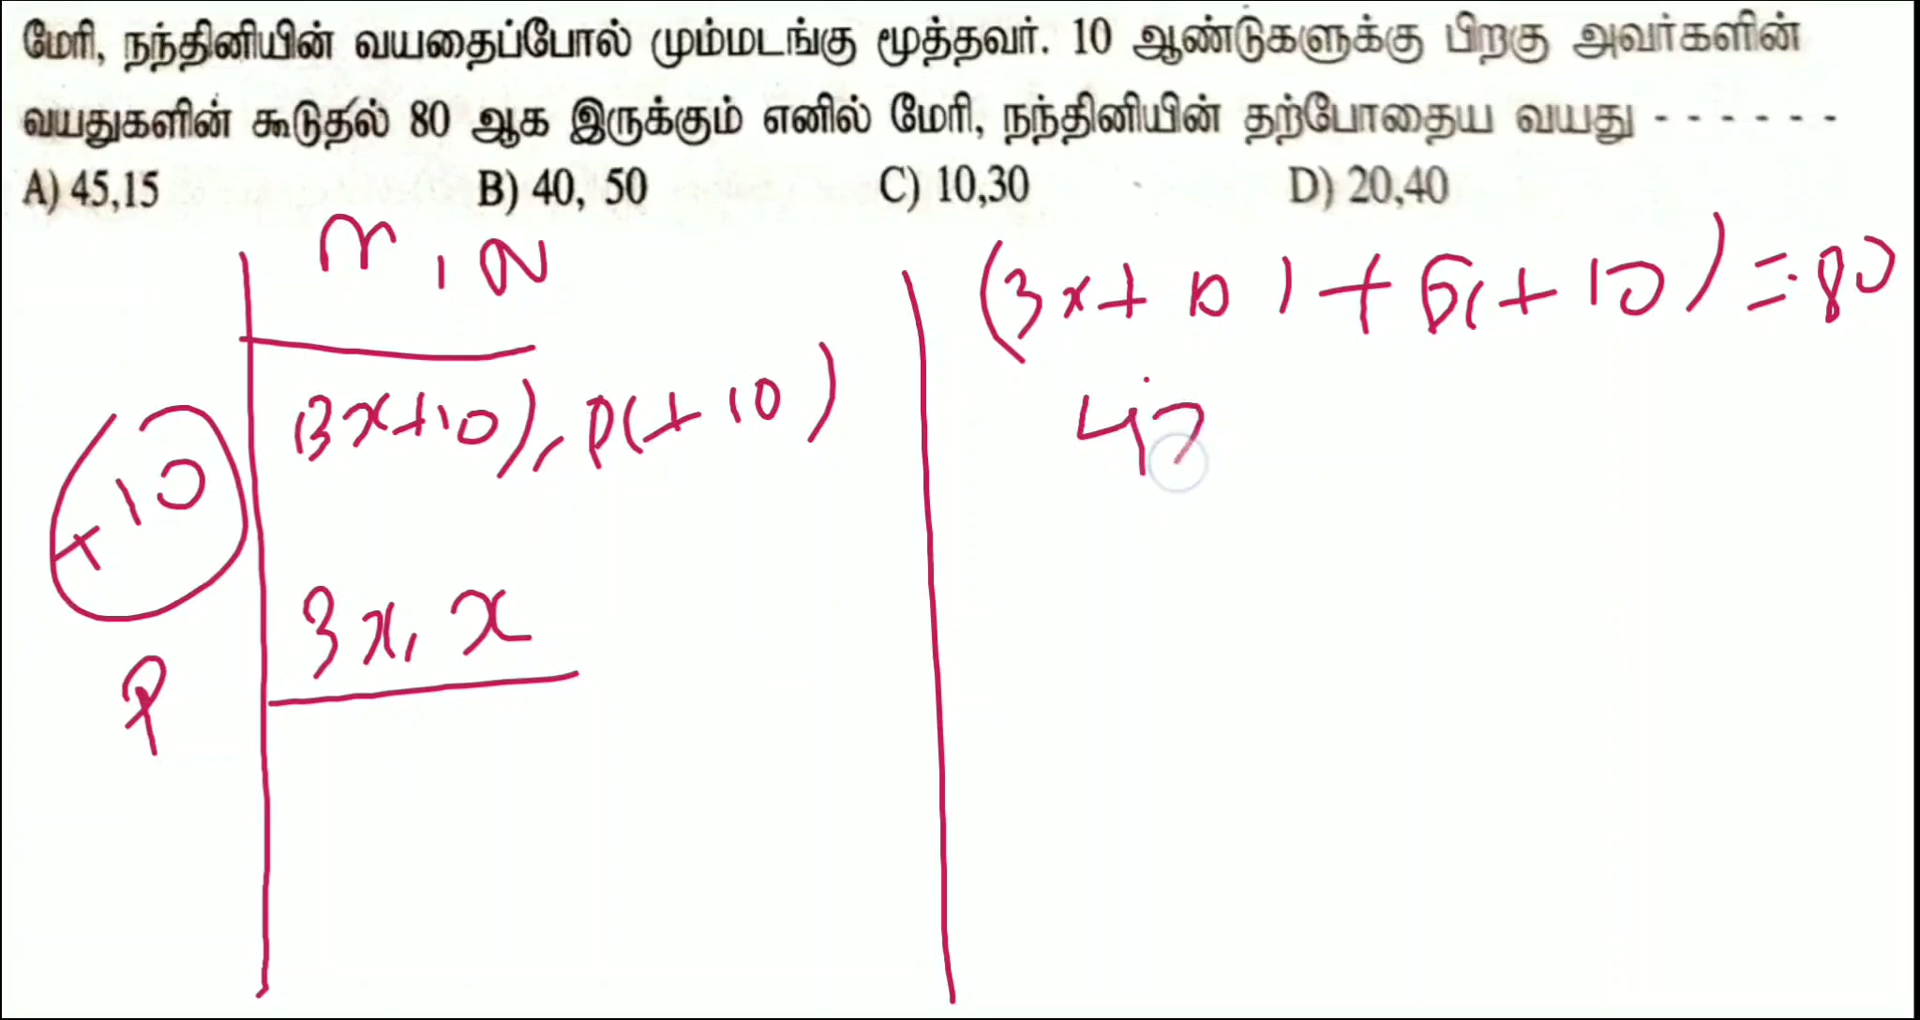 மேரி, நந்தினியின் வயதைப்போல் மும்மடங்கு மூத்தவர். 10 ஆண்டுகளுக்கு பிறகு அவர்களின்
வயதுகளின் கூடுதல் 80 ஆக இருக்கும் எனில் மேரி, நந்தினியின் தற்போதைய வயது - - - - - -
A) 45,15 B) 40, 50 C) 10,30 D) 20,40
m, N
(3x+10)+(x+10)=80
(3x+10), (x+10)
4x
+10
3x, x
P